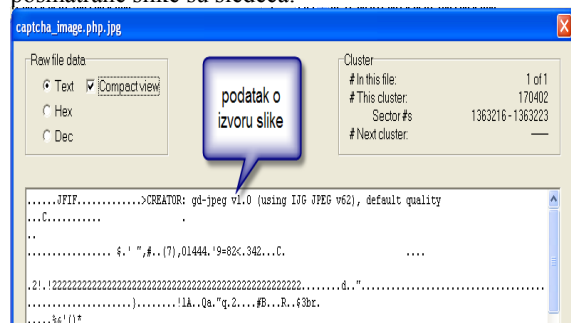 posmatrane slike su sledeća:
captcha_image.php.jpg
Raw file data
Text Compact view
Hex
Dec
podatak o
izvoru slike
Cluster
# In this file: 1 of 1
# This cluster: 170402
Sector #s 1363216 - 1363223
# Next cluster: ----
......JFIF.............>CREATOR: gd-jpeg v1.0 (using IJG JPEG v62), default quality
...C........... .
..
................ $.' ",#..(7),01444.'9=82<.342...C. ....
.2!.!22222222222222222222222222222222222222222222222222........d..".................................
..................)........!1A..Qa."q.2....#B...R..$3br.
.....%&'()*